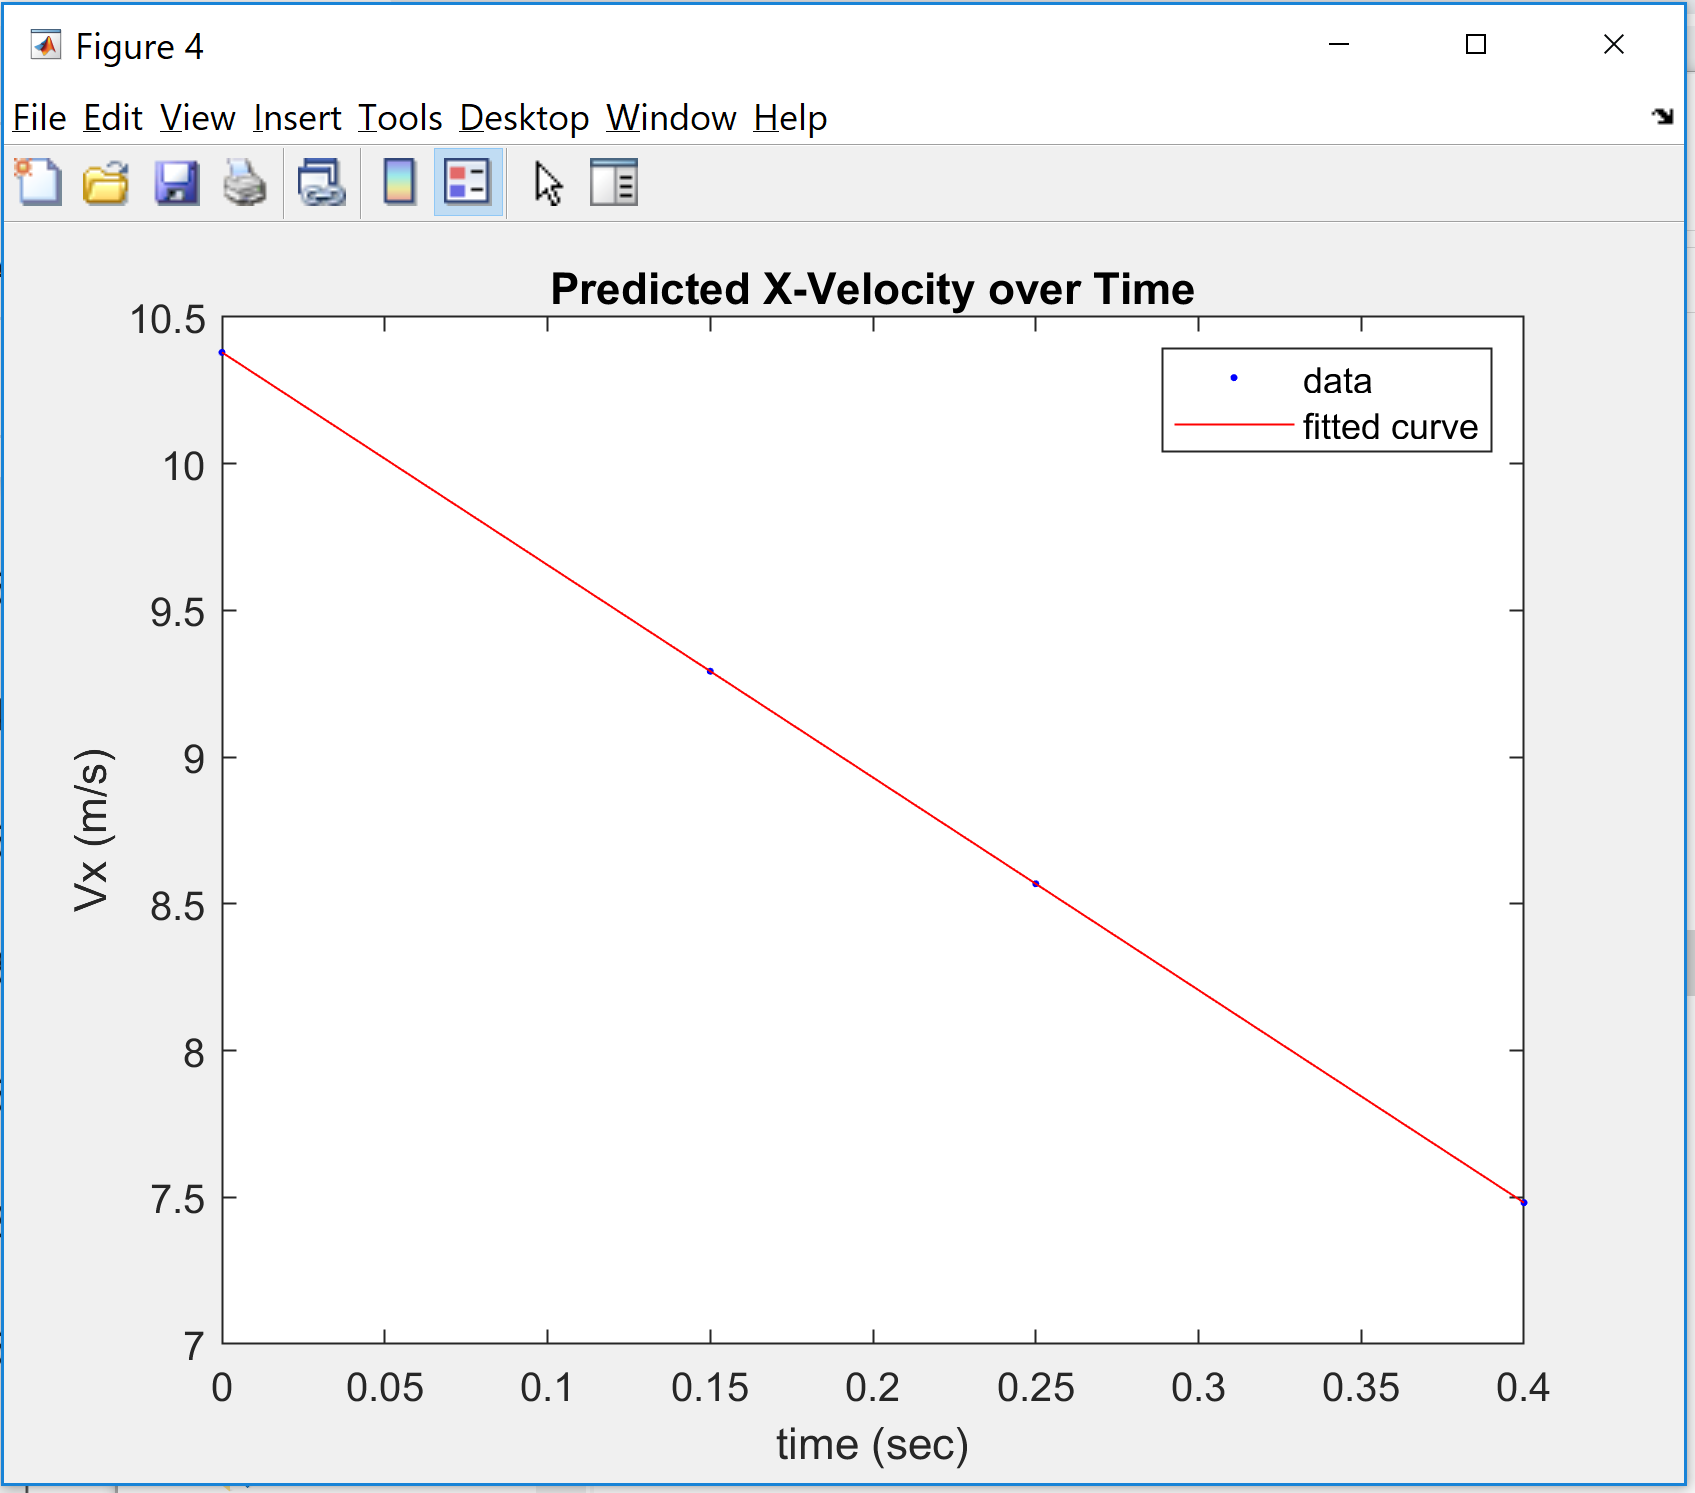 Figure 4
File Edit View Insert Tools Desktop Window Help
Predicted X-Velocity over Time
10.5
10
9.5
9
8.5
8
7.5
7
Vx (m/s)
data
fitted curve
0 0.05 0.1 0.15 0.2 0.25 0.3 0.35 0.4
time (sec)